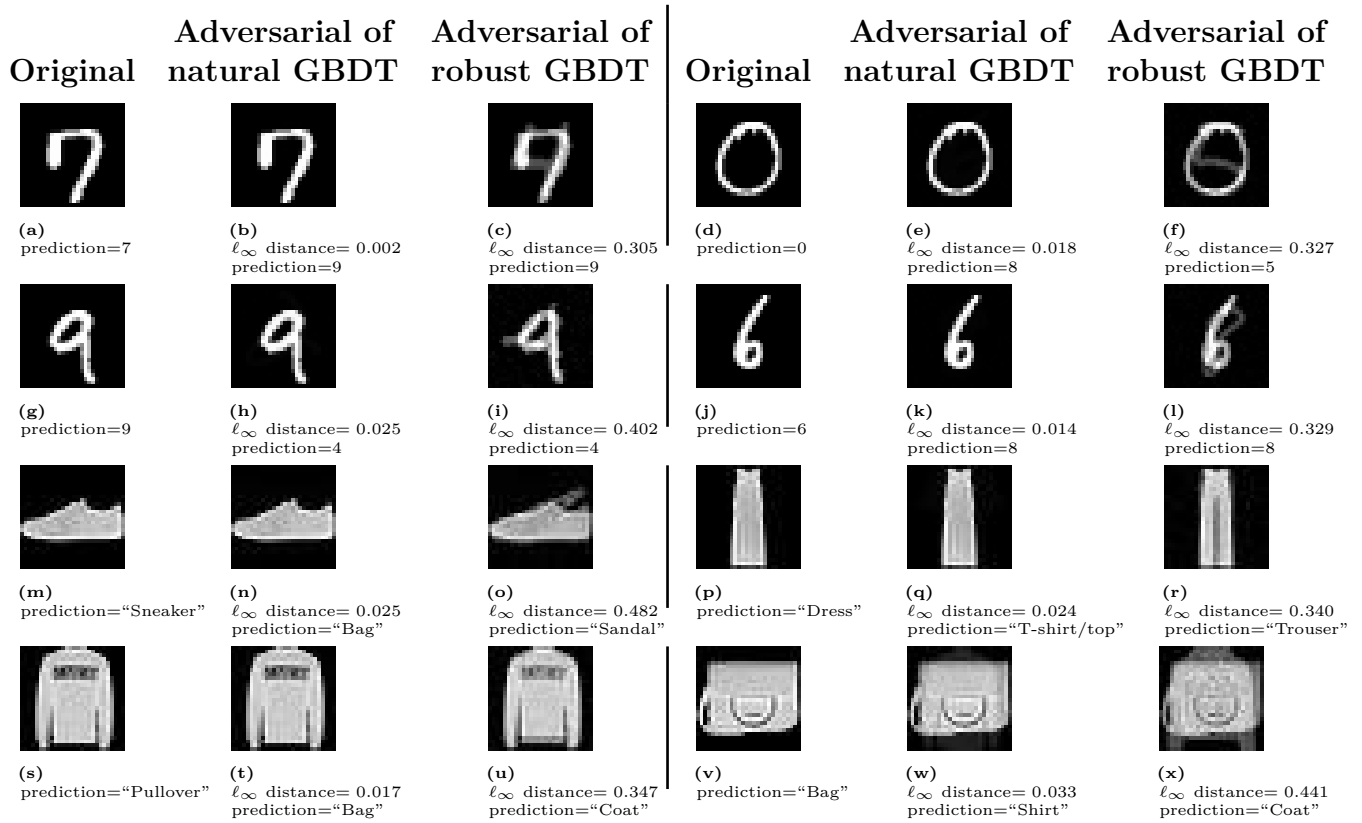 Original
Adversarial of
natural GBDT
Adversarial of
robust GBDT
Original
Adversarial of
natural GBDT
Adversarial of
robust GBDT
(a)
prediction=7
(b)
ℓ∞ distance= 0.002
prediction=9
(c)
ℓ∞ distance= 0.305
prediction=9
(d)
prediction=0
(e)
ℓ∞ distance= 0.018
prediction=8
(f)
ℓ∞ distance= 0.327
prediction=5
(g)
prediction=9
(h)
ℓ∞ distance= 0.025
prediction=4
(i)
ℓ∞ distance= 0.402
prediction=4
(j)
prediction=6
(k)
ℓ∞ distance= 0.014
prediction=8
(l)
ℓ∞ distance= 0.329
prediction=8
(m)
prediction=“Sneaker”
(n)
ℓ∞ distance= 0.025
prediction=“Bag”
(o)
ℓ∞ distance= 0.482
prediction=“Sandal”
(p)
prediction=“Dress”
(q)
ℓ∞ distance= 0.024
prediction=“T-shirt/top”
(r)
ℓ∞ distance= 0.340
prediction=“Trouser”
(s)
prediction=“Pullover”
(t)
ℓ∞ distance= 0.017
prediction=“Bag”
(u)
ℓ∞ distance= 0.347
prediction=“Coat”
(v)
prediction=“Bag”
(w)
ℓ∞ distance= 0.033
prediction=“Shirt”
(x)
ℓ∞ distance= 0.441
prediction=“Coat”